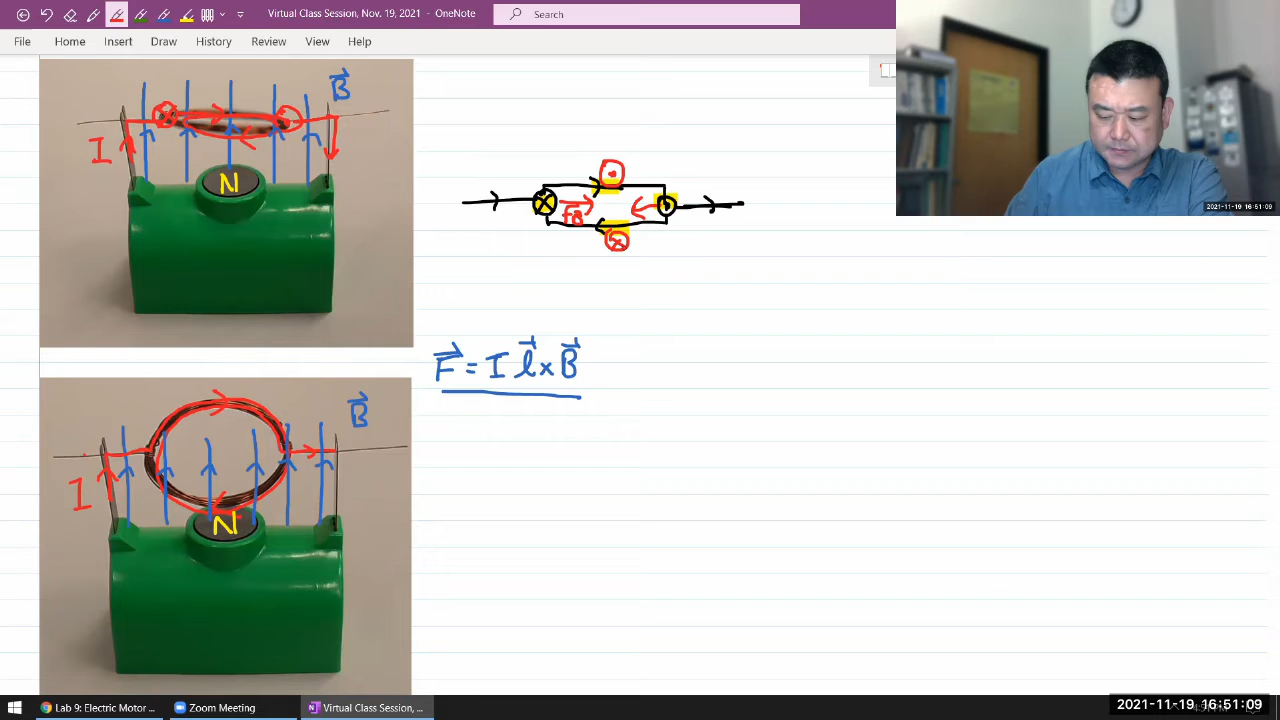 Virtual Class Session, Nov. 19, 2021 - OneNote
Search
File Home Insert Draw History Review View Help
B
I
N
FB
F = I l × B
B
I
N
2021-11-19 16:51:09
Lab 9: Electric Motor
Zoom Meeting
Virtual Class Session, ...
2021-11-19 16:51:09